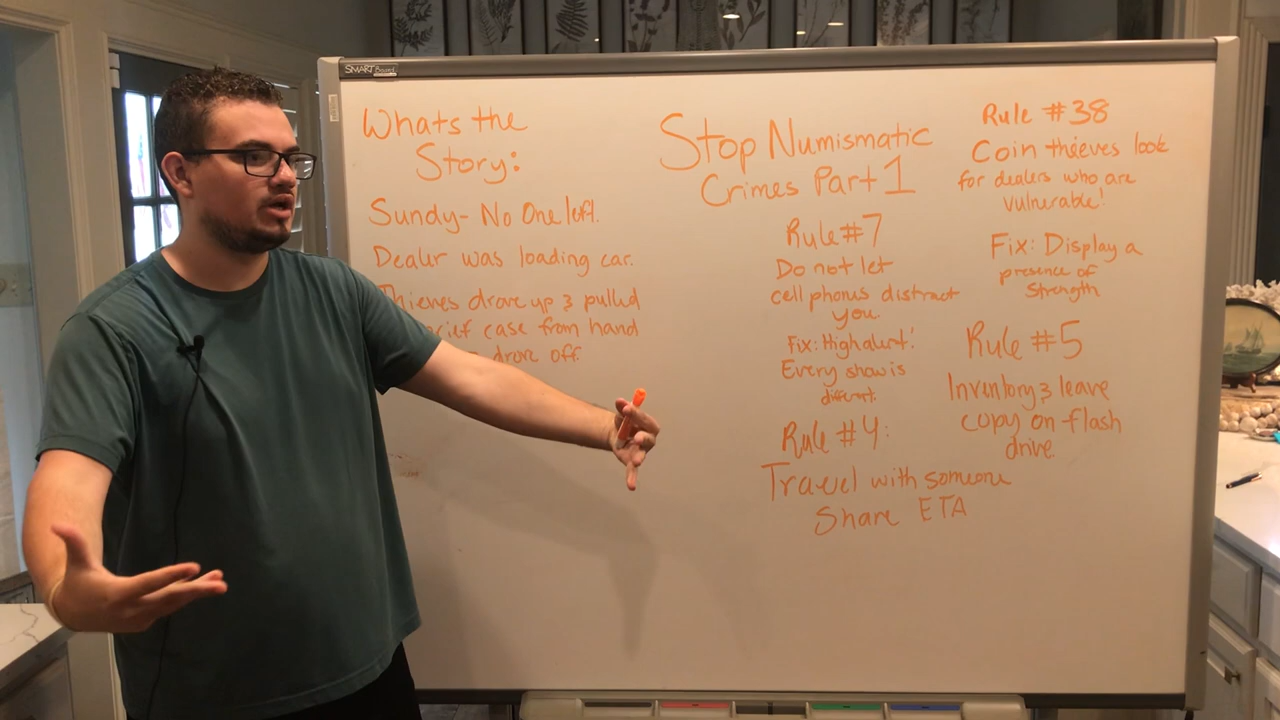 SMART Board
Whats the
Story:
Sundy- No One left.
Dealer was loading car.
Thieves drove up & pulled
case from hand
drove off.
Stop Numismatic
Crimes Part 1
Rule #7
Do not let
cell phones distract
you.
Fix: High alert!
Every show is
different.
Rule #4:
Travel with someone
Share ETA
Rule #38
Coin thieves look
for dealers who are
vulnerable!
Fix: Display a
presence of
Strength
Rule #5
Inventory & leave
copy on flash
drive.